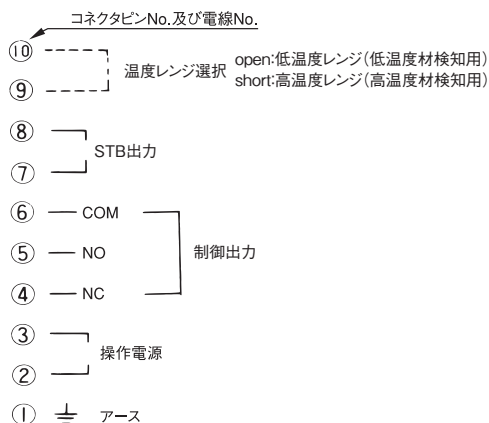 コネクタピンNo.及び電線No.
⑩
⑨
温度レンジ選択
open:低温度レンジ(低温度材検知用)
short:高温度レンジ(高温度材検知用)
⑧
⑦
STB出力
⑥ COM
⑤ NO
④ NC
制御出力
③
②
操作電源
① アース